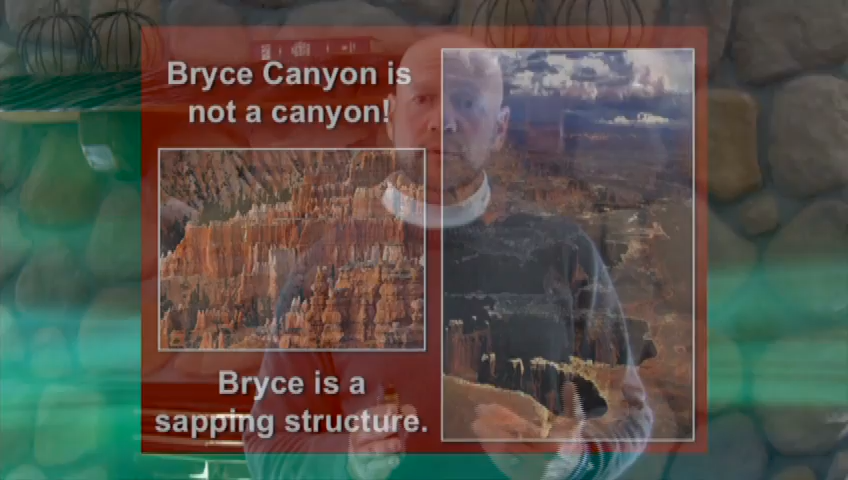 Bryce Canyon is
not a canyon!
Bryce is a
sapping structure.